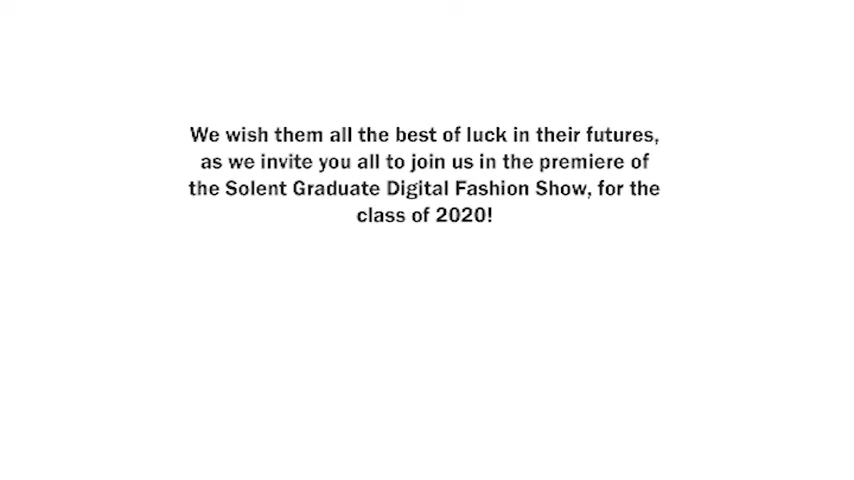 We wish them all the best of luck in their futures,
as we invite you all to join us in the premiere of
the Solent Graduate Digital Fashion Show, for the
class of 2020!